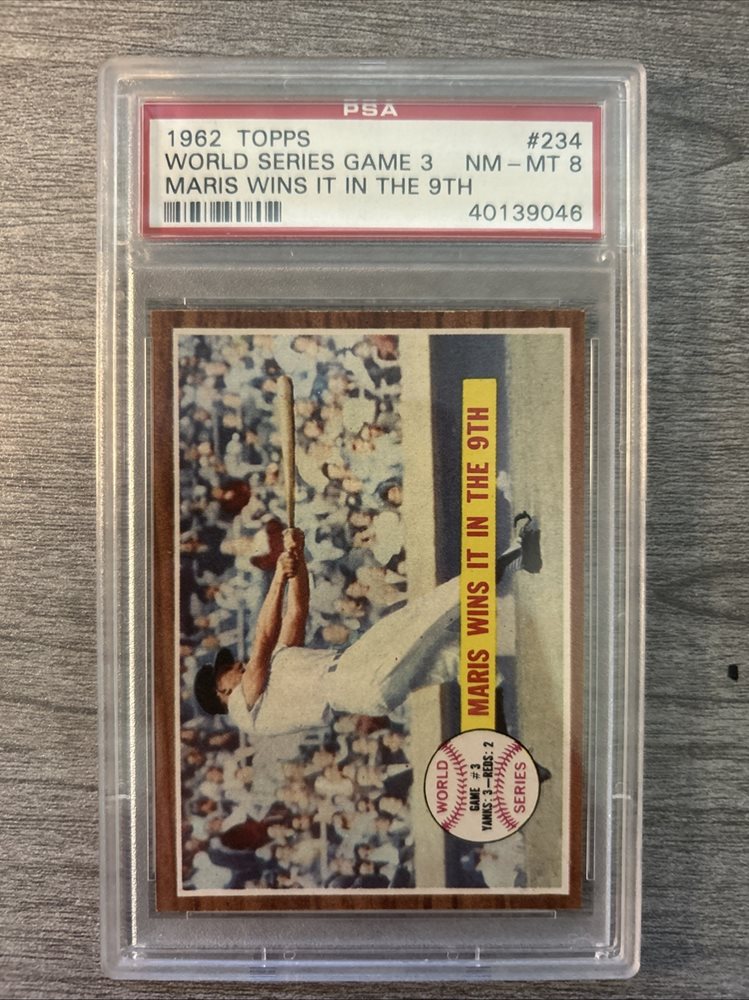 PSA
1962 TOPPS #234
WORLD SERIES GAME 3 NM-MT 8
MARIS WINS IT IN THE 9TH
40139046
MARIS WINS IT IN THE 9TH
WORLD
GAME #3
YANKS: 3—REDS: 2
SERIES